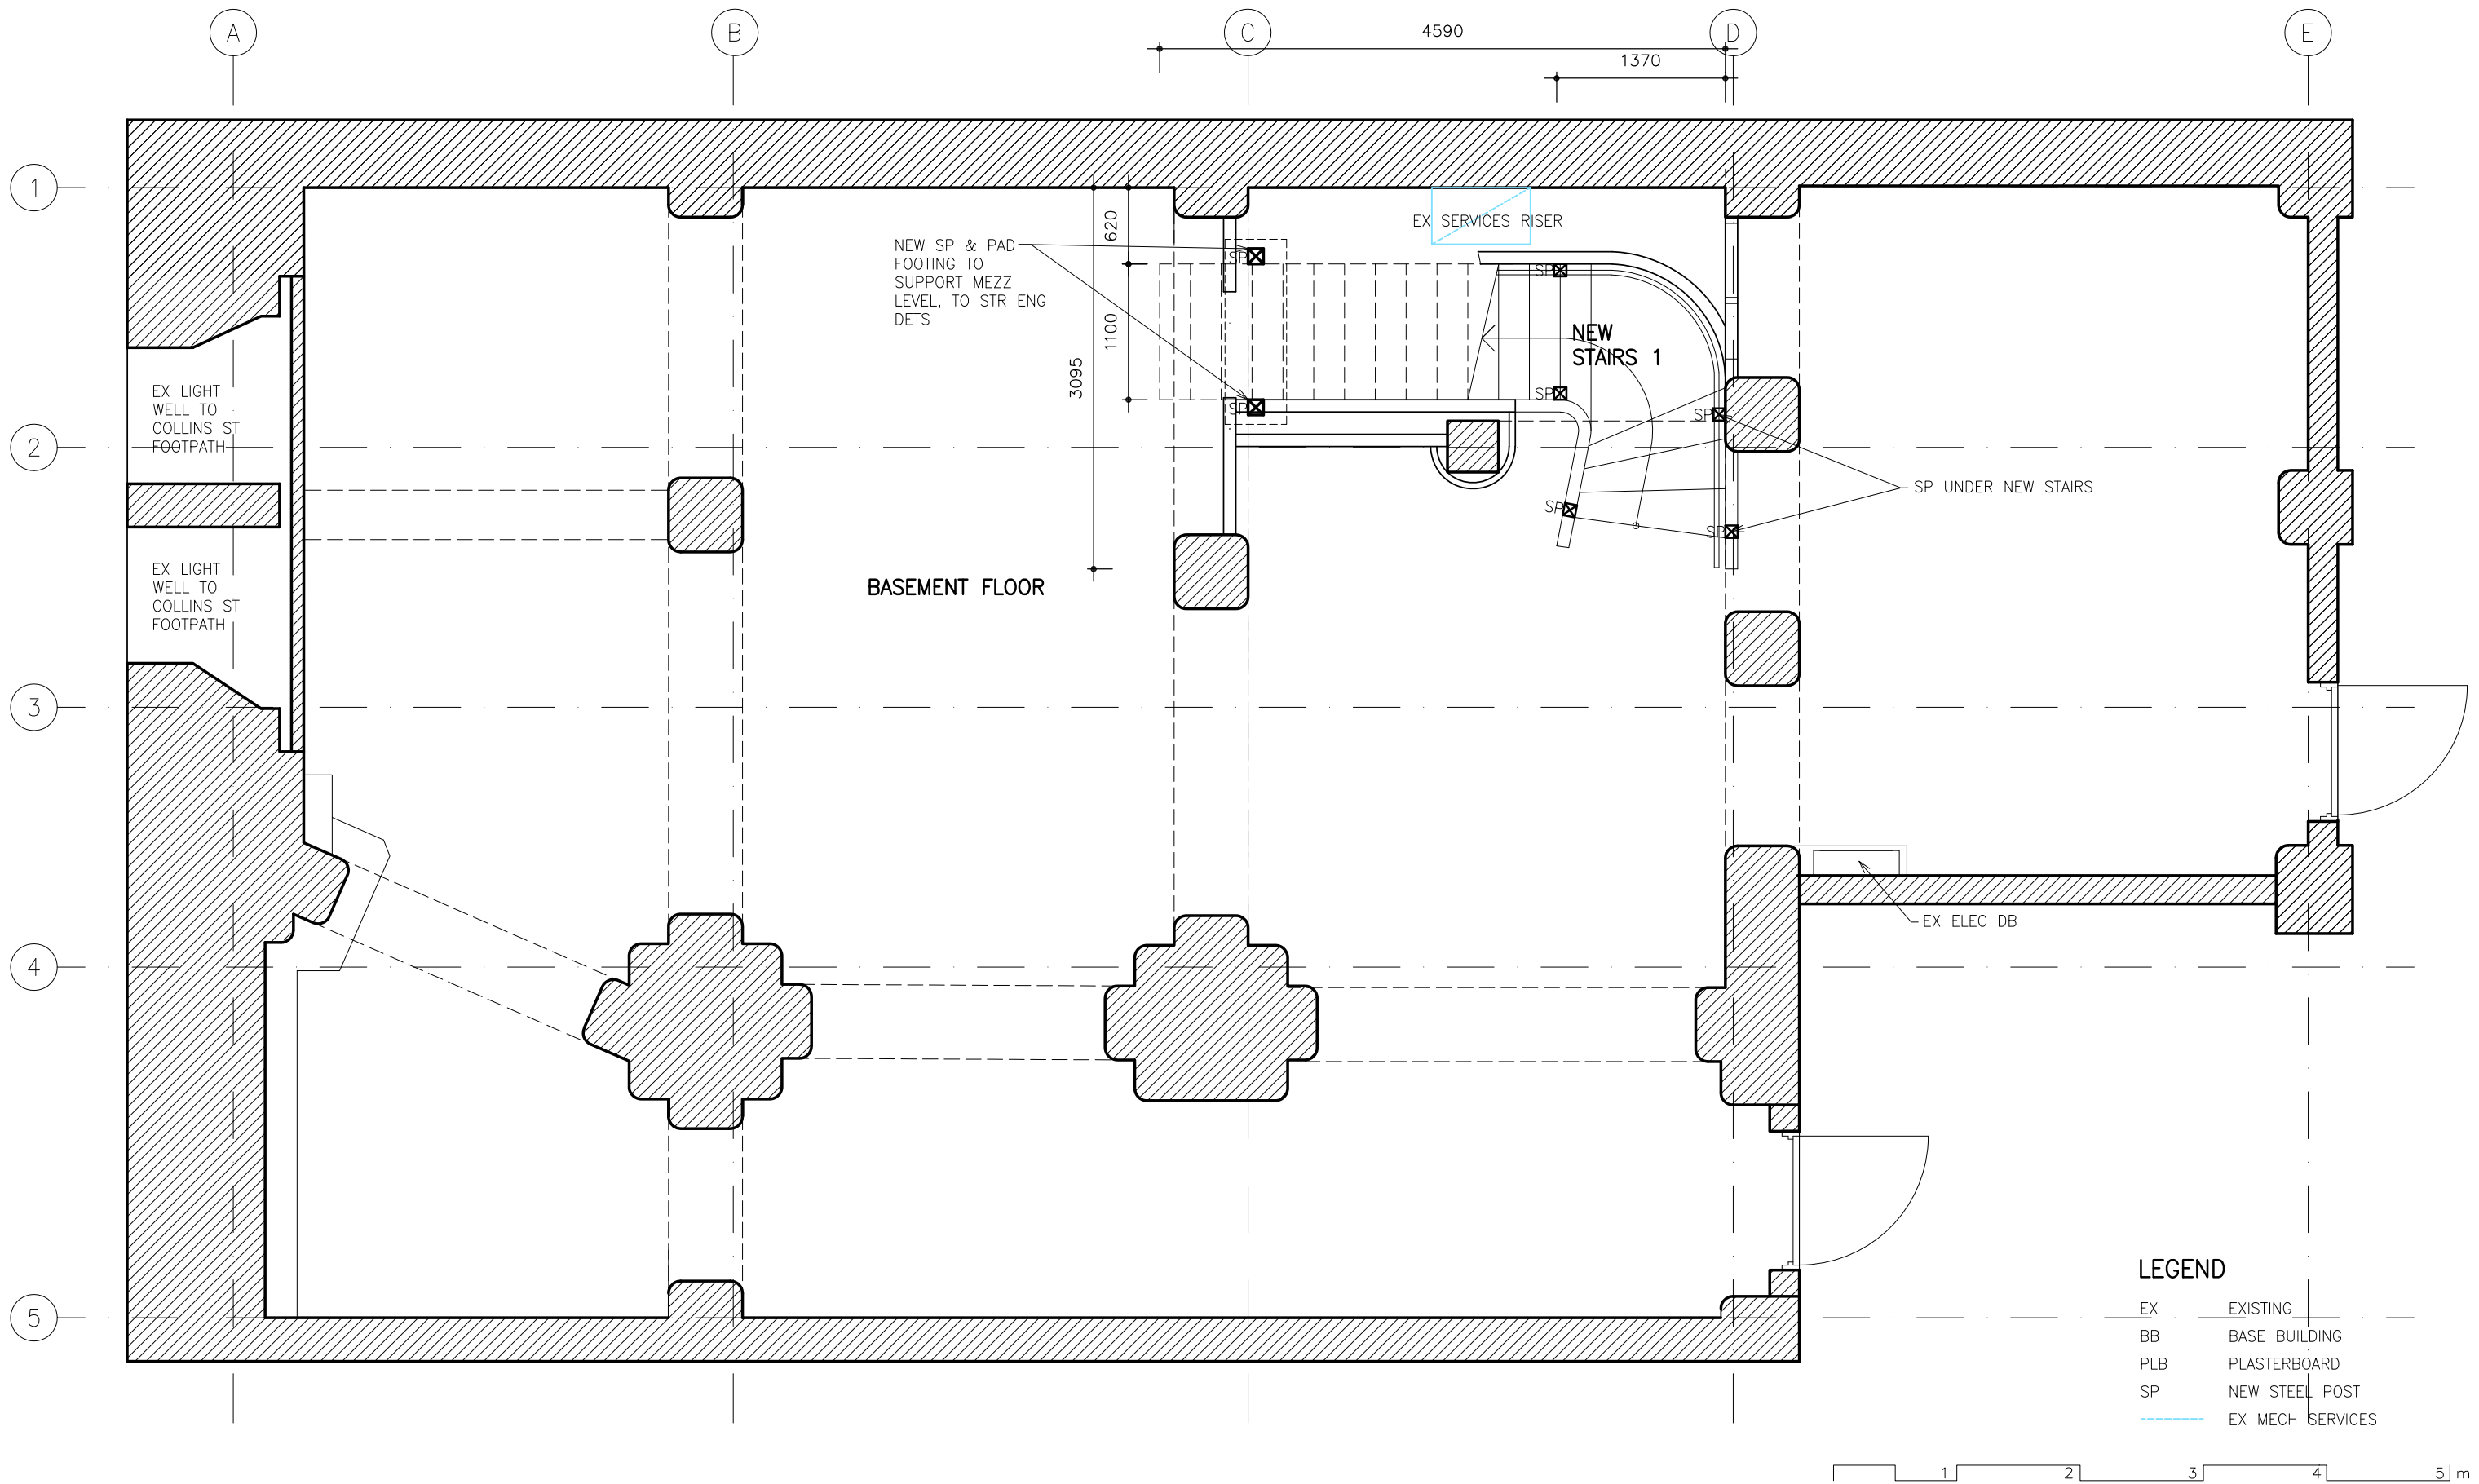 A
B
C
D
E
4590
1370
1
2
3
4
5
620
1100
3095
EX SERVICES RISER
NEW SP & PAD
FOOTING TO
SUPPORT MEZZ
LEVEL, TO STR ENG
DETS
SP
SP
SP
SP
SP
SP
SP
NEW
STAIRS 1
EX LIGHT
WELL TO
COLLINS ST
FOOTPATH
SP UNDER NEW STAIRS
EX LIGHT
WELL TO
COLLINS ST
FOOTPATH
BASEMENT FLOOR
EX ELEC DB
LEGEND
EX EXISTING
BB BASE BUILDING
PLB PLASTERBOARD
SP NEW STEEL POST
EX MECH SERVICES
1 2 3 4 5 m